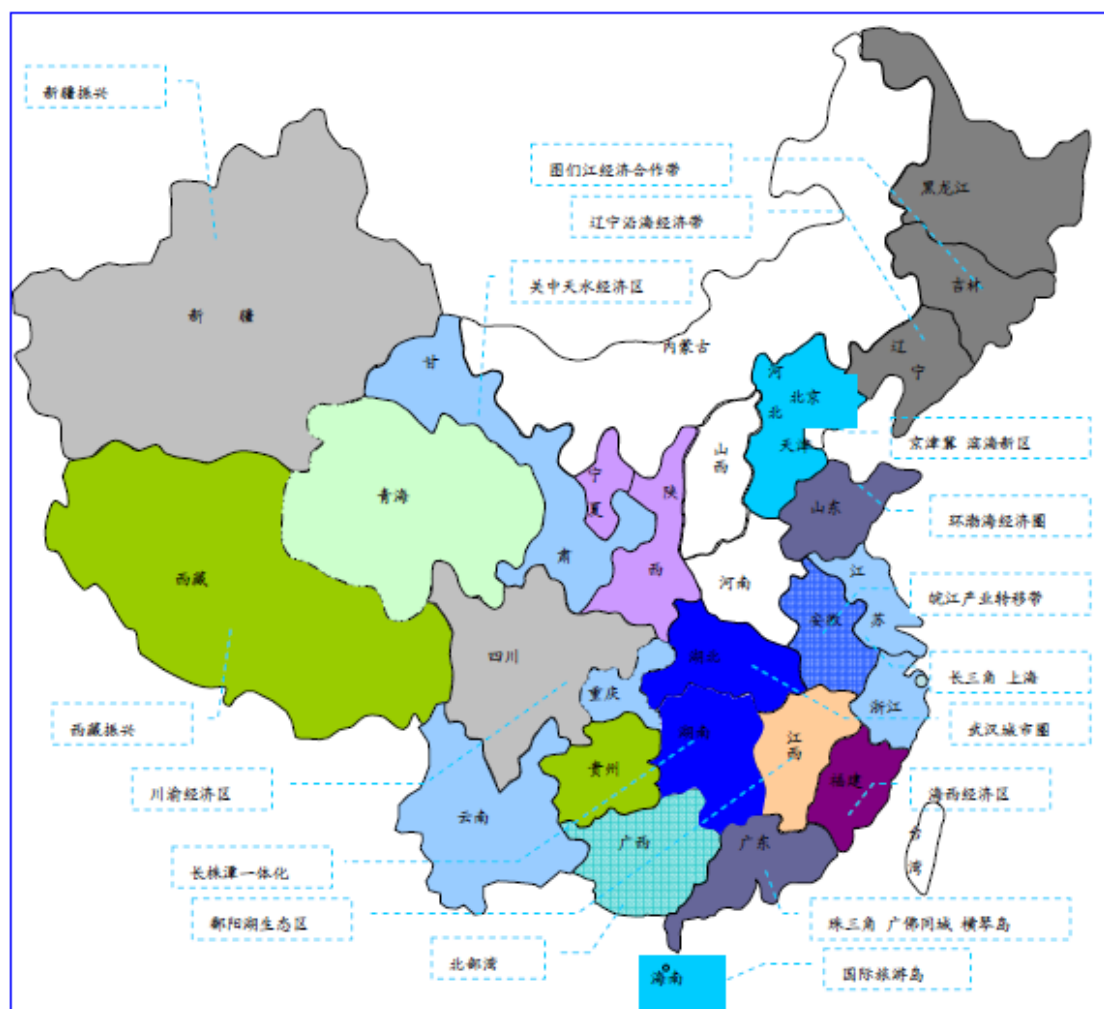 新疆振兴
图们江经济合作带
黑龙江
辽宁沿海经济带
关中天水经济区
吉林
新 疆
内蒙古
辽宁
甘肃
河北
北京
天津
京津冀 滨海新区
山西
宁夏
陕西
青海
山东
环渤海经济圈
西藏
河南
江苏
安徽
皖江产业转移带
四川
湖北
长三角 上海
重庆
浙江
西藏振兴
湖南
江西
武汉城市圈
川渝经济区
贵州
福建
海西经济区
云南
广西
广东
台湾
长株潭一体化
鄱阳湖生态区
珠三角 广佛同城 横琴岛
北部湾
海南
国际旅游岛